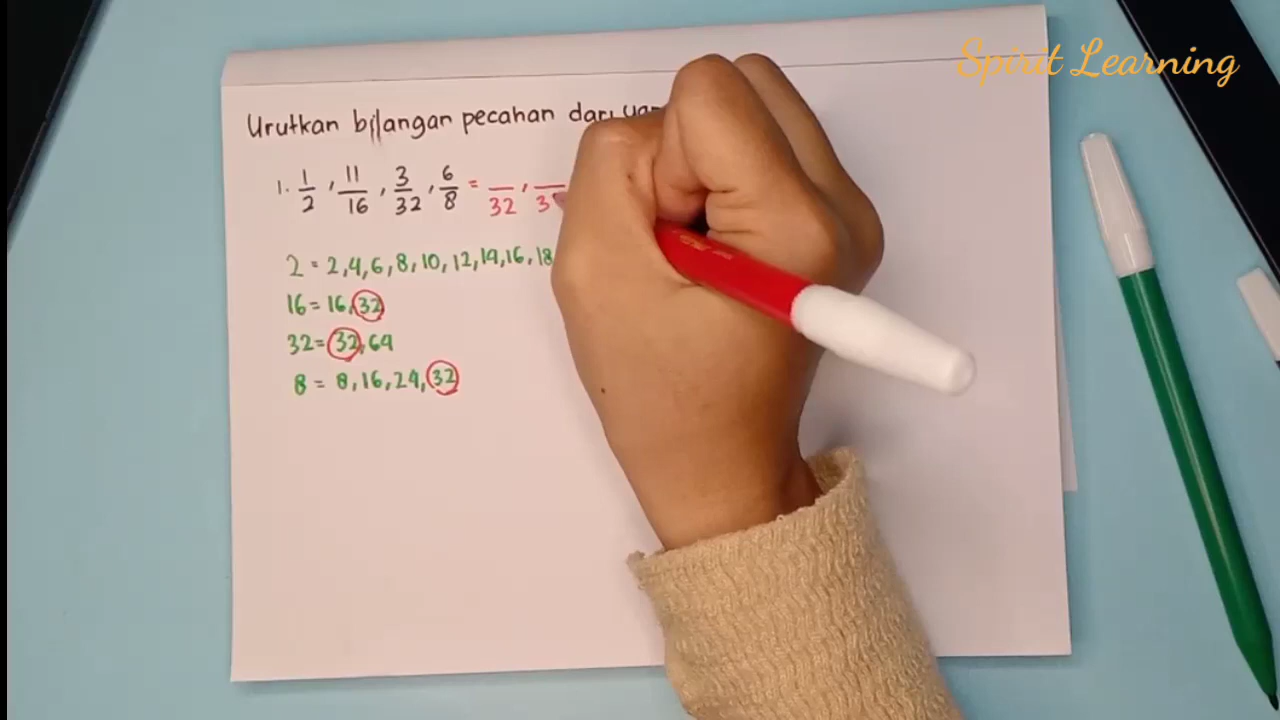 Spirit Learning
Urutkan bilangan pecahan dari
1. 1/2 , 11/16 , 3/32 , 6/8 = /32 , /3
2 = 2,4,6,8,10,12,14,16,18
16 = 16,32
32 = 32,64
8 = 8,16,24,32